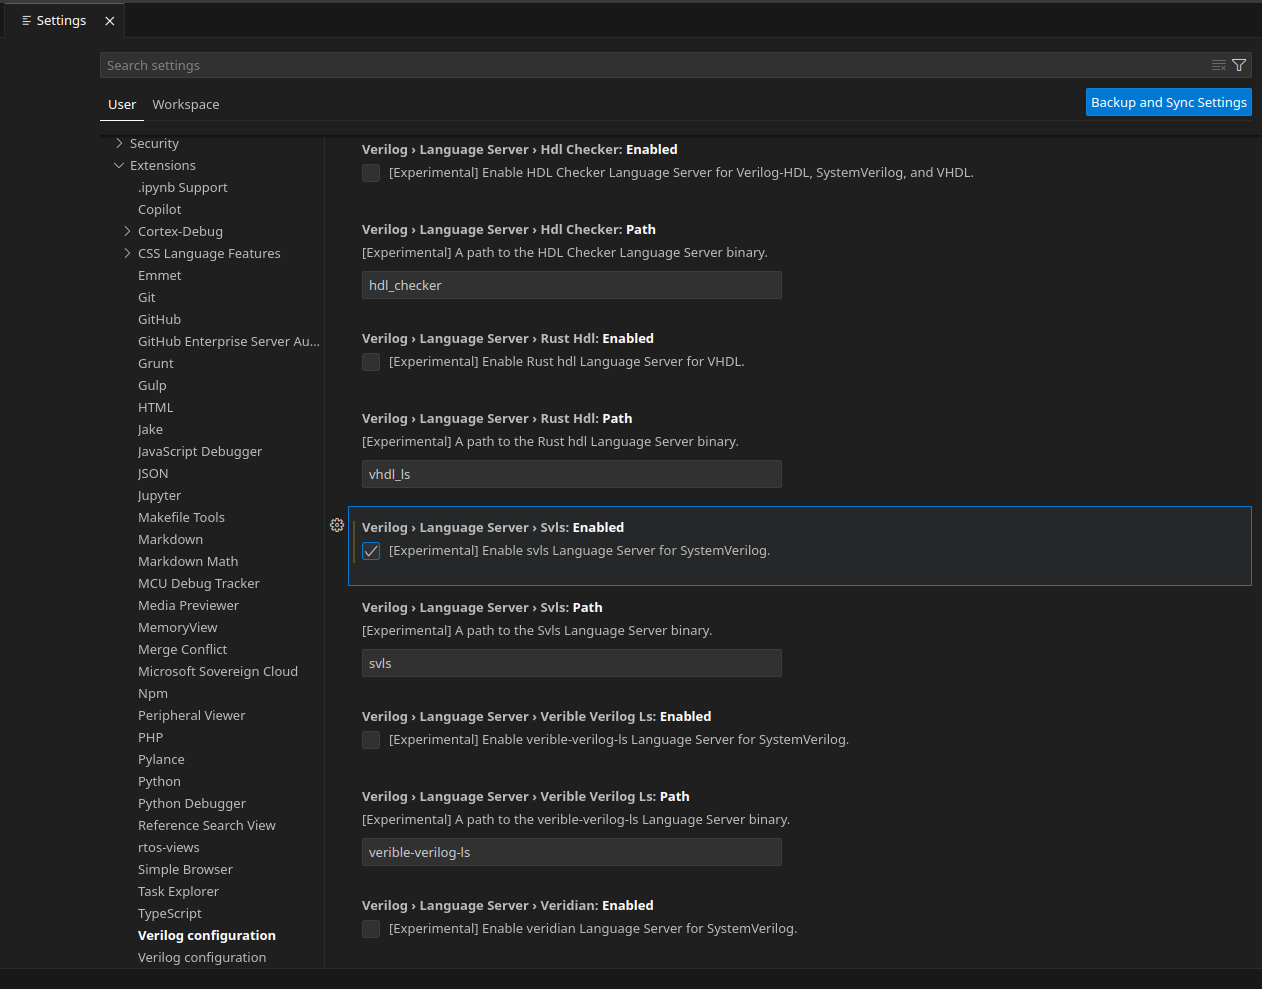 Settings
Search settings
User Workspace
Backup and Sync Settings
Security
Extensions
.ipynb Support
Copilot
Cortex-Debug
CSS Language Features
Emmet
Git
GitHub
GitHub Enterprise Server Au...
Grunt
Gulp
HTML
Jake
JavaScript Debugger
JSON
Jupyter
Makefile Tools
Markdown
Markdown Math
MCU Debug Tracker
Media Previewer
MemoryView
Merge Conflict
Microsoft Sovereign Cloud
Npm
Peripheral Viewer
PHP
Pylance
Python
Python Debugger
Reference Search View
rtos-views
Simple Browser
Task Explorer
TypeScript
Verilog configuration
Verilog configuration
Verilog › Language Server › Hdl Checker: Enabled
[Experimental] Enable HDL Checker Language Server for Verilog-HDL, SystemVerilog, and VHDL.
Verilog › Language Server › Hdl Checker: Path
[Experimental] A path to the HDL Checker Language Server binary.
hdl_checker
Verilog › Language Server › Rust Hdl: Enabled
[Experimental] Enable Rust hdl Language Server for VHDL.
Verilog › Language Server › Rust Hdl: Path
[Experimental] A path to the Rust hdl Language Server binary.
vhdl_ls
Verilog › Language Server › Svls: Enabled
[Experimental] Enable svls Language Server for SystemVerilog.
Verilog › Language Server › Svls: Path
[Experimental] A path to the Svls Language Server binary.
svls
Verilog › Language Server › Verible Verilog Ls: Enabled
[Experimental] Enable verible-verilog-ls Language Server for SystemVerilog.
Verilog › Language Server › Verible Verilog Ls: Path
[Experimental] A path to the verible-verilog-ls Language Server binary.
verible-verilog-ls
Verilog › Language Server › Veridian: Enabled
[Experimental] Enable veridian Language Server for SystemVerilog.